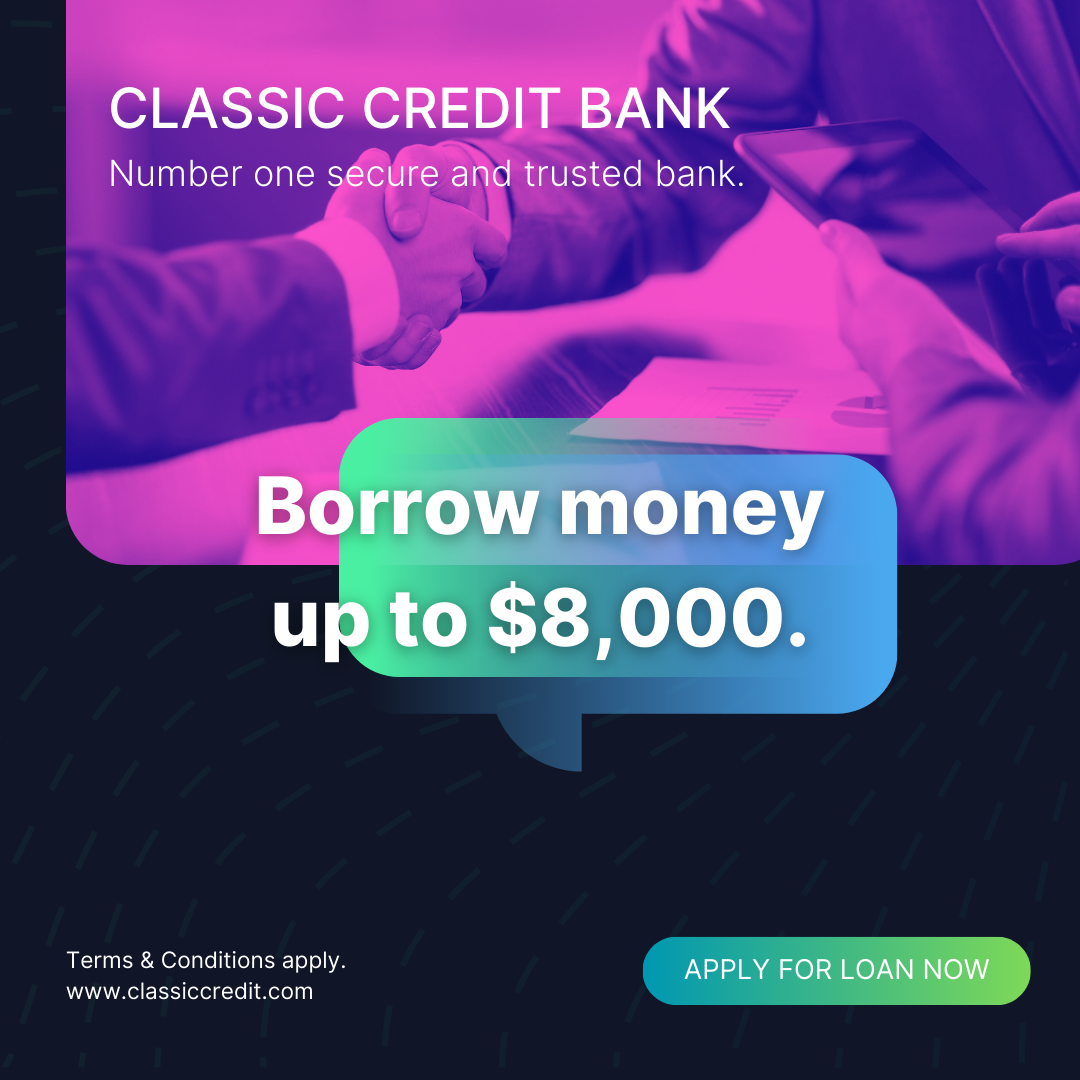 CLASSIC CREDIT BANK
Number one secure and trusted bank.
Borrow money
up to $8,000.
Terms & Conditions apply.
www.classiccredit.com
APPLY FOR LOAN NOW